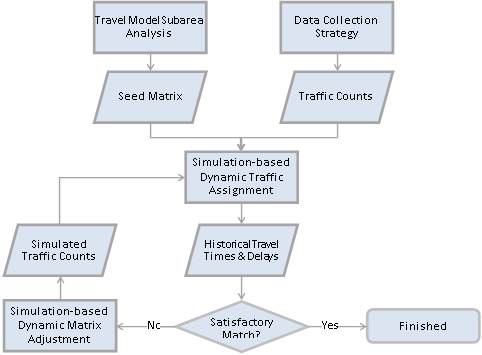 Travel Model Subarea
Analysis
Data Collection
Strategy
Seed Matrix
Traffic Counts
Simulation-based
Dynamic Traffic
Assignment
Simulated
Traffic Counts
Historical Travel
Times & Delays
Simulation-based
Dynamic Matrix
Adjustment
No
Satisfactory
Match?
Yes
Finished